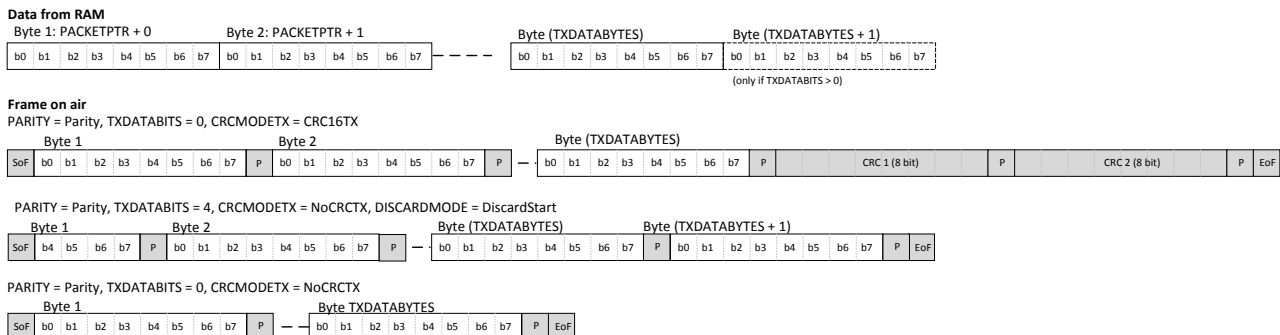 Data from RAM
Byte 1: PACKETPTR + 0 Byte 2: PACKETPTR + 1 Byte (TXDATABYTES) Byte (TXDATABYTES + 1)
b0 b1 b2 b3 b4 b5 b6 b7 b0 b1 b2 b3 b4 b5 b6 b7 b0 b1 b2 b3 b4 b5 b6 b7 b0 b1 b2 b3 b4 b5 b6 b7
(only if TXDATABITS > 0)
Frame on air
PARITY = Parity, TXDATABITS = 0, CRCMODETX = CRC16TX
Byte 1 Byte 2 Byte (TXDATABYTES)
SoF b0 b1 b2 b3 b4 b5 b6 b7 P b0 b1 b2 b3 b4 b5 b6 b7 P b0 b1 b2 b3 b4 b5 b6 b7 P CRC 1 (8 bit) P CRC 2 (8 bit) P EoF
PARITY = Parity, TXDATABITS = 4, CRCMODETX = NoCRCTX, DISCARDMODE = DiscardStart
Byte 1 Byte 2 Byte (TXDATABYTES) Byte (TXDATABYTES + 1)
SoF b4 b5 b6 b7 P b0 b1 b2 b3 b4 b5 b6 b7 P b0 b1 b2 b3 b4 b5 b6 b7 P b0 b1 b2 b3 b4 b5 b6 b7 P EoF
PARITY = Parity, TXDATABITS = 0, CRCMODETX = NoCRCTX
Byte 1 Byte TXDATABYTES
SoF b0 b1 b2 b3 b4 b5 b6 b7 P b0 b1 b2 b3 b4 b5 b6 b7 P EoF